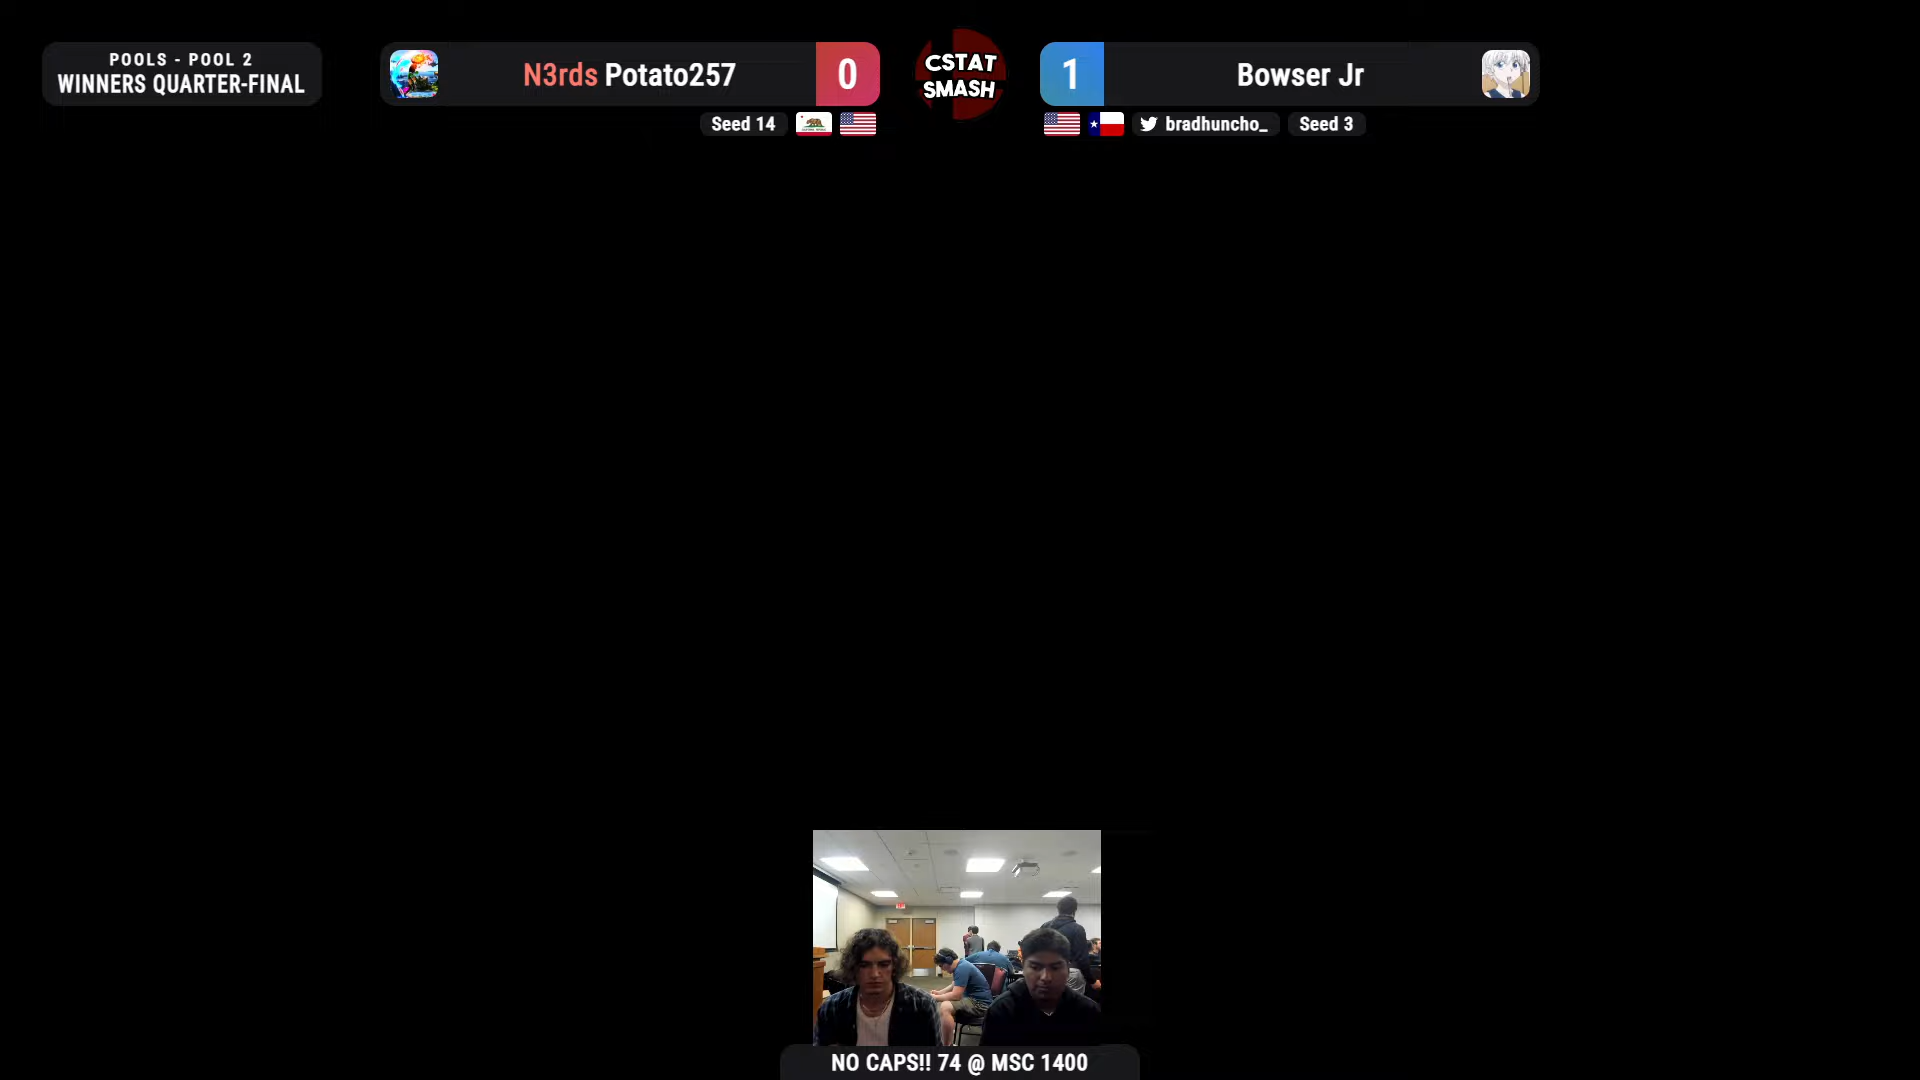 POOLS - POOL 2
WINNERS QUARTER-FINAL
N3rds Potato257
0
CSTAT
SMASH
1
Bowser Jr
Seed 14
bradhuncho_
Seed 3
NO CAPS!! 74 @ MSC 1400